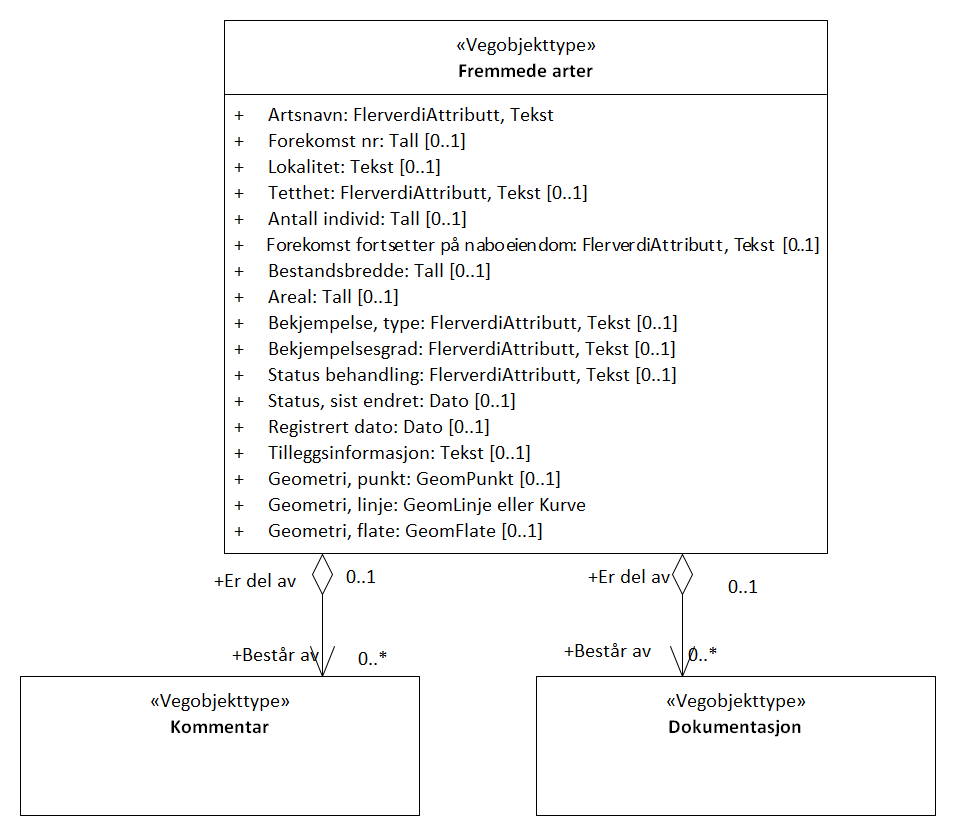 «Vegobjekttype»
Fremmede arter
+ Artsnavn: FlerverdiAttributt, Tekst
+ Forekomst nr: Tall [0..1]
+ Lokalitet: Tekst [0..1]
+ Tetthet: FlerverdiAttributt, Tekst [0..1]
+ Antall individ: Tall [0..1]
+ Forekomst fortsetter på naboeiendom: FlerverdiAttributt, Tekst [0..1]
+ Bestandsbredde: Tall [0..1]
+ Areal: Tall [0..1]
+ Bekjempelse, type: FlerverdiAttributt, Tekst [0..1]
+ Bekjempelsesgrad: FlerverdiAttributt, Tekst [0..1]
+ Status behandling: FlerverdiAttributt, Tekst [0..1]
+ Status, sist endret: Dato [0..1]
+ Registrert dato: Dato [0..1]
+ Tilleggsinformasjon: Tekst [0..1]
+ Geometri, punkt: GeomPunkt [0..1]
+ Geometri, linje: GeomLinje eller Kurve
+ Geometri, flate: GeomFlate [0..1]
+Er del av 0..1
+Består av 0..*
«Vegobjekttype»
Kommentar
+Er del av 0..1
+Består av 0..*
«Vegobjekttype»
Dokumentasjon